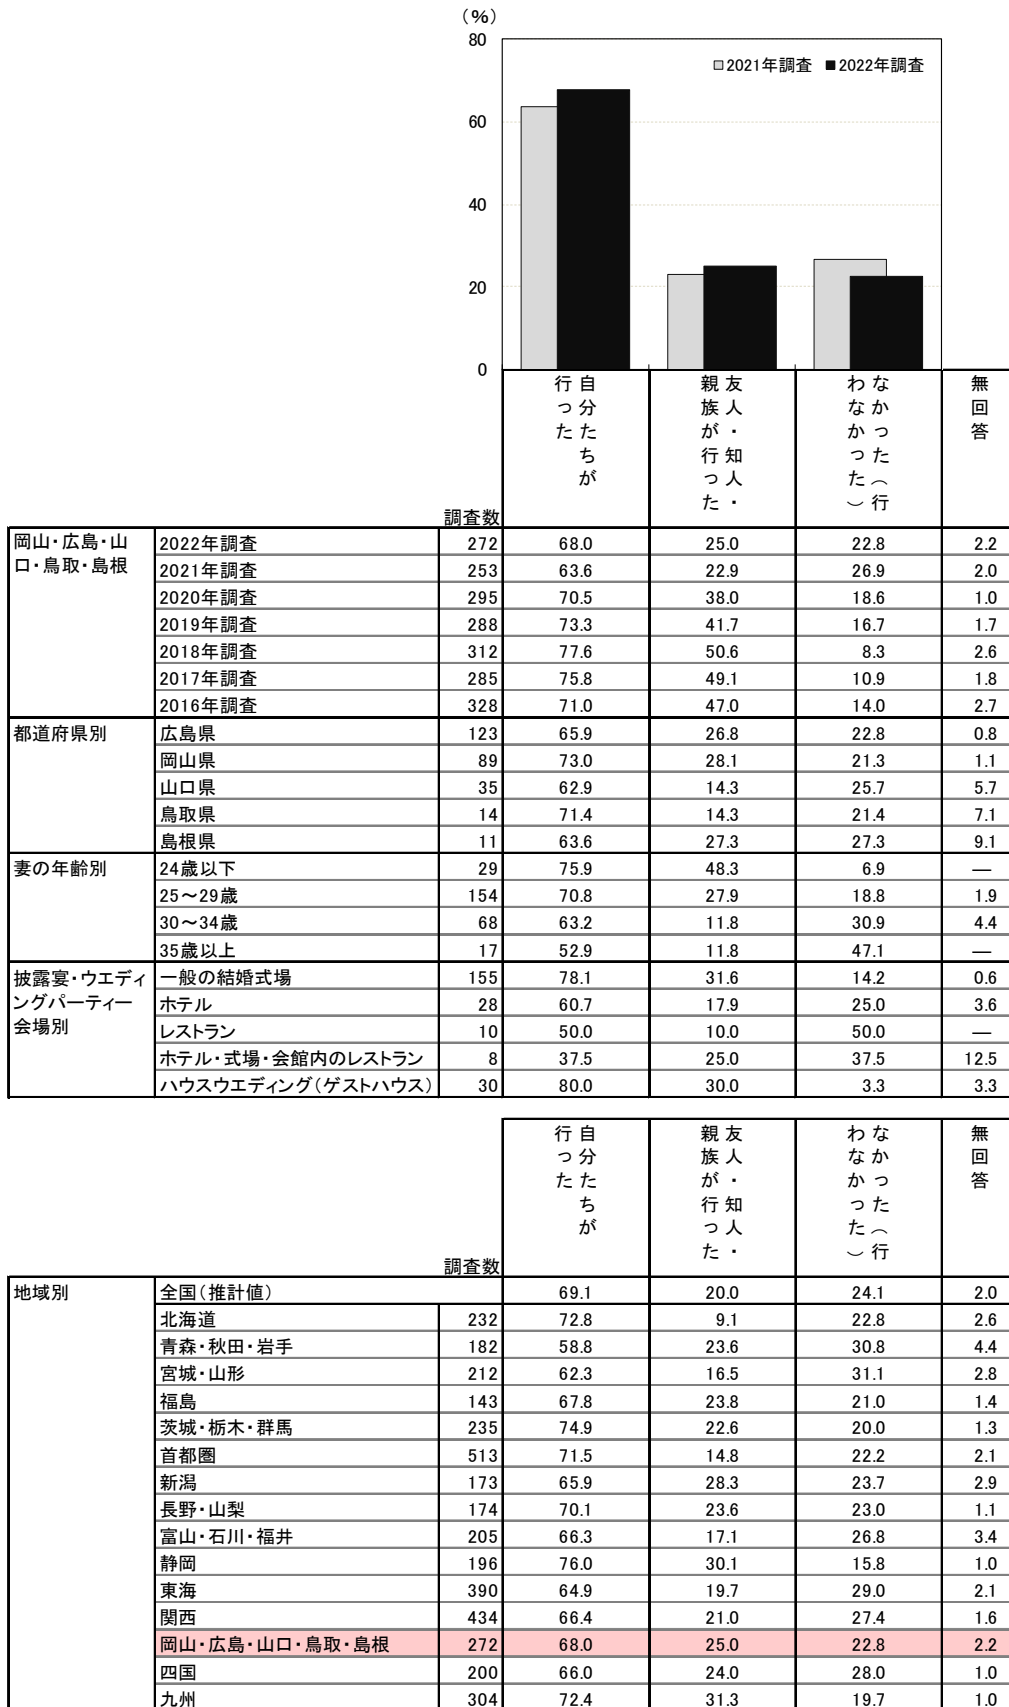 (%)
80
□2021年調査 ■2022年調査
60
40
20
0
自分たちが行った
友人・知人・親族が行った
なかった(行わなかった)
無回答
調査数
岡山・広島・山口・鳥取・島根 2022年調査 272 68.0 25.0 22.8 2.2
2021年調査 253 63.6 22.9 26.9 2.0
2020年調査 295 70.5 38.0 18.6 1.0
2019年調査 288 73.3 41.7 16.7 1.7
2018年調査 312 77.6 50.6 8.3 2.6
2017年調査 285 75.8 49.1 10.9 1.8
2016年調査 328 71.0 47.0 14.0 2.7
都道府県別 広島県 123 65.9 26.8 22.8 0.8
岡山県 89 73.0 28.1 21.3 1.1
山口県 35 62.9 14.3 25.7 5.7
鳥取県 14 71.4 14.3 21.4 7.1
島根県 11 63.6 27.3 27.3 9.1
妻の年齢別 24歳以下 29 75.9 48.3 6.9 ―
25～29歳 154 70.8 27.9 18.8 1.9
30～34歳 68 63.2 11.8 30.9 4.4
35歳以上 17 52.9 11.8 47.1 ―
披露宴・ウエディングパーティー会場別 一般の結婚式場 155 78.1 31.6 14.2 0.6
ホテル 28 60.7 17.9 25.0 3.6
レストラン 10 50.0 10.0 50.0 ―
ホテル・式場・会館内のレストラン 8 37.5 25.0 37.5 12.5
ハウスウエディング(ゲストハウス) 30 80.0 30.0 3.3 3.3
自分たちが行った
友人・知人・親族が行った
なかった(行わなかった)
無回答
調査数
地域別 全国(推計値) 69.1 20.0 24.1 2.0
北海道 232 72.8 9.1 22.8 2.6
青森・秋田・岩手 182 58.8 23.6 30.8 4.4
宮城・山形 212 62.3 16.5 31.1 2.8
福島 143 67.8 23.8 21.0 1.4
茨城・栃木・群馬 235 74.9 22.6 20.0 1.3
首都圏 513 71.5 14.8 22.2 2.1
新潟 173 65.9 28.3 23.7 2.9
長野・山梨 174 70.1 23.6 23.0 1.1
富山・石川・福井 205 66.3 17.1 26.8 3.4
静岡 196 76.0 30.1 15.8 1.0
東海 390 64.9 19.7 29.0 2.1
関西 434 66.4 21.0 27.4 1.6
岡山・広島・山口・鳥取・島根 272 68.0 25.0 22.8 2.2
四国 200 66.0 24.0 28.0 1.0
九州 304 72.4 31.3 19.7 1.0